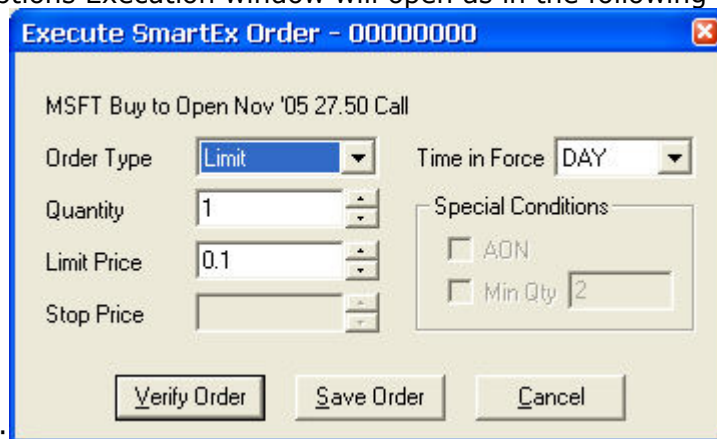 ptions Execution window will open as in the following
Execute SmartEx Order - 00000000
MSFT Buy to Open Nov '05 27.50 Call
Order Type Limit Time in Force DAY
Quantity 1 Special Conditions
AON
Limit Price 0.1
Min Qty 2
Stop Price
Verify Order Save Order Cancel
.